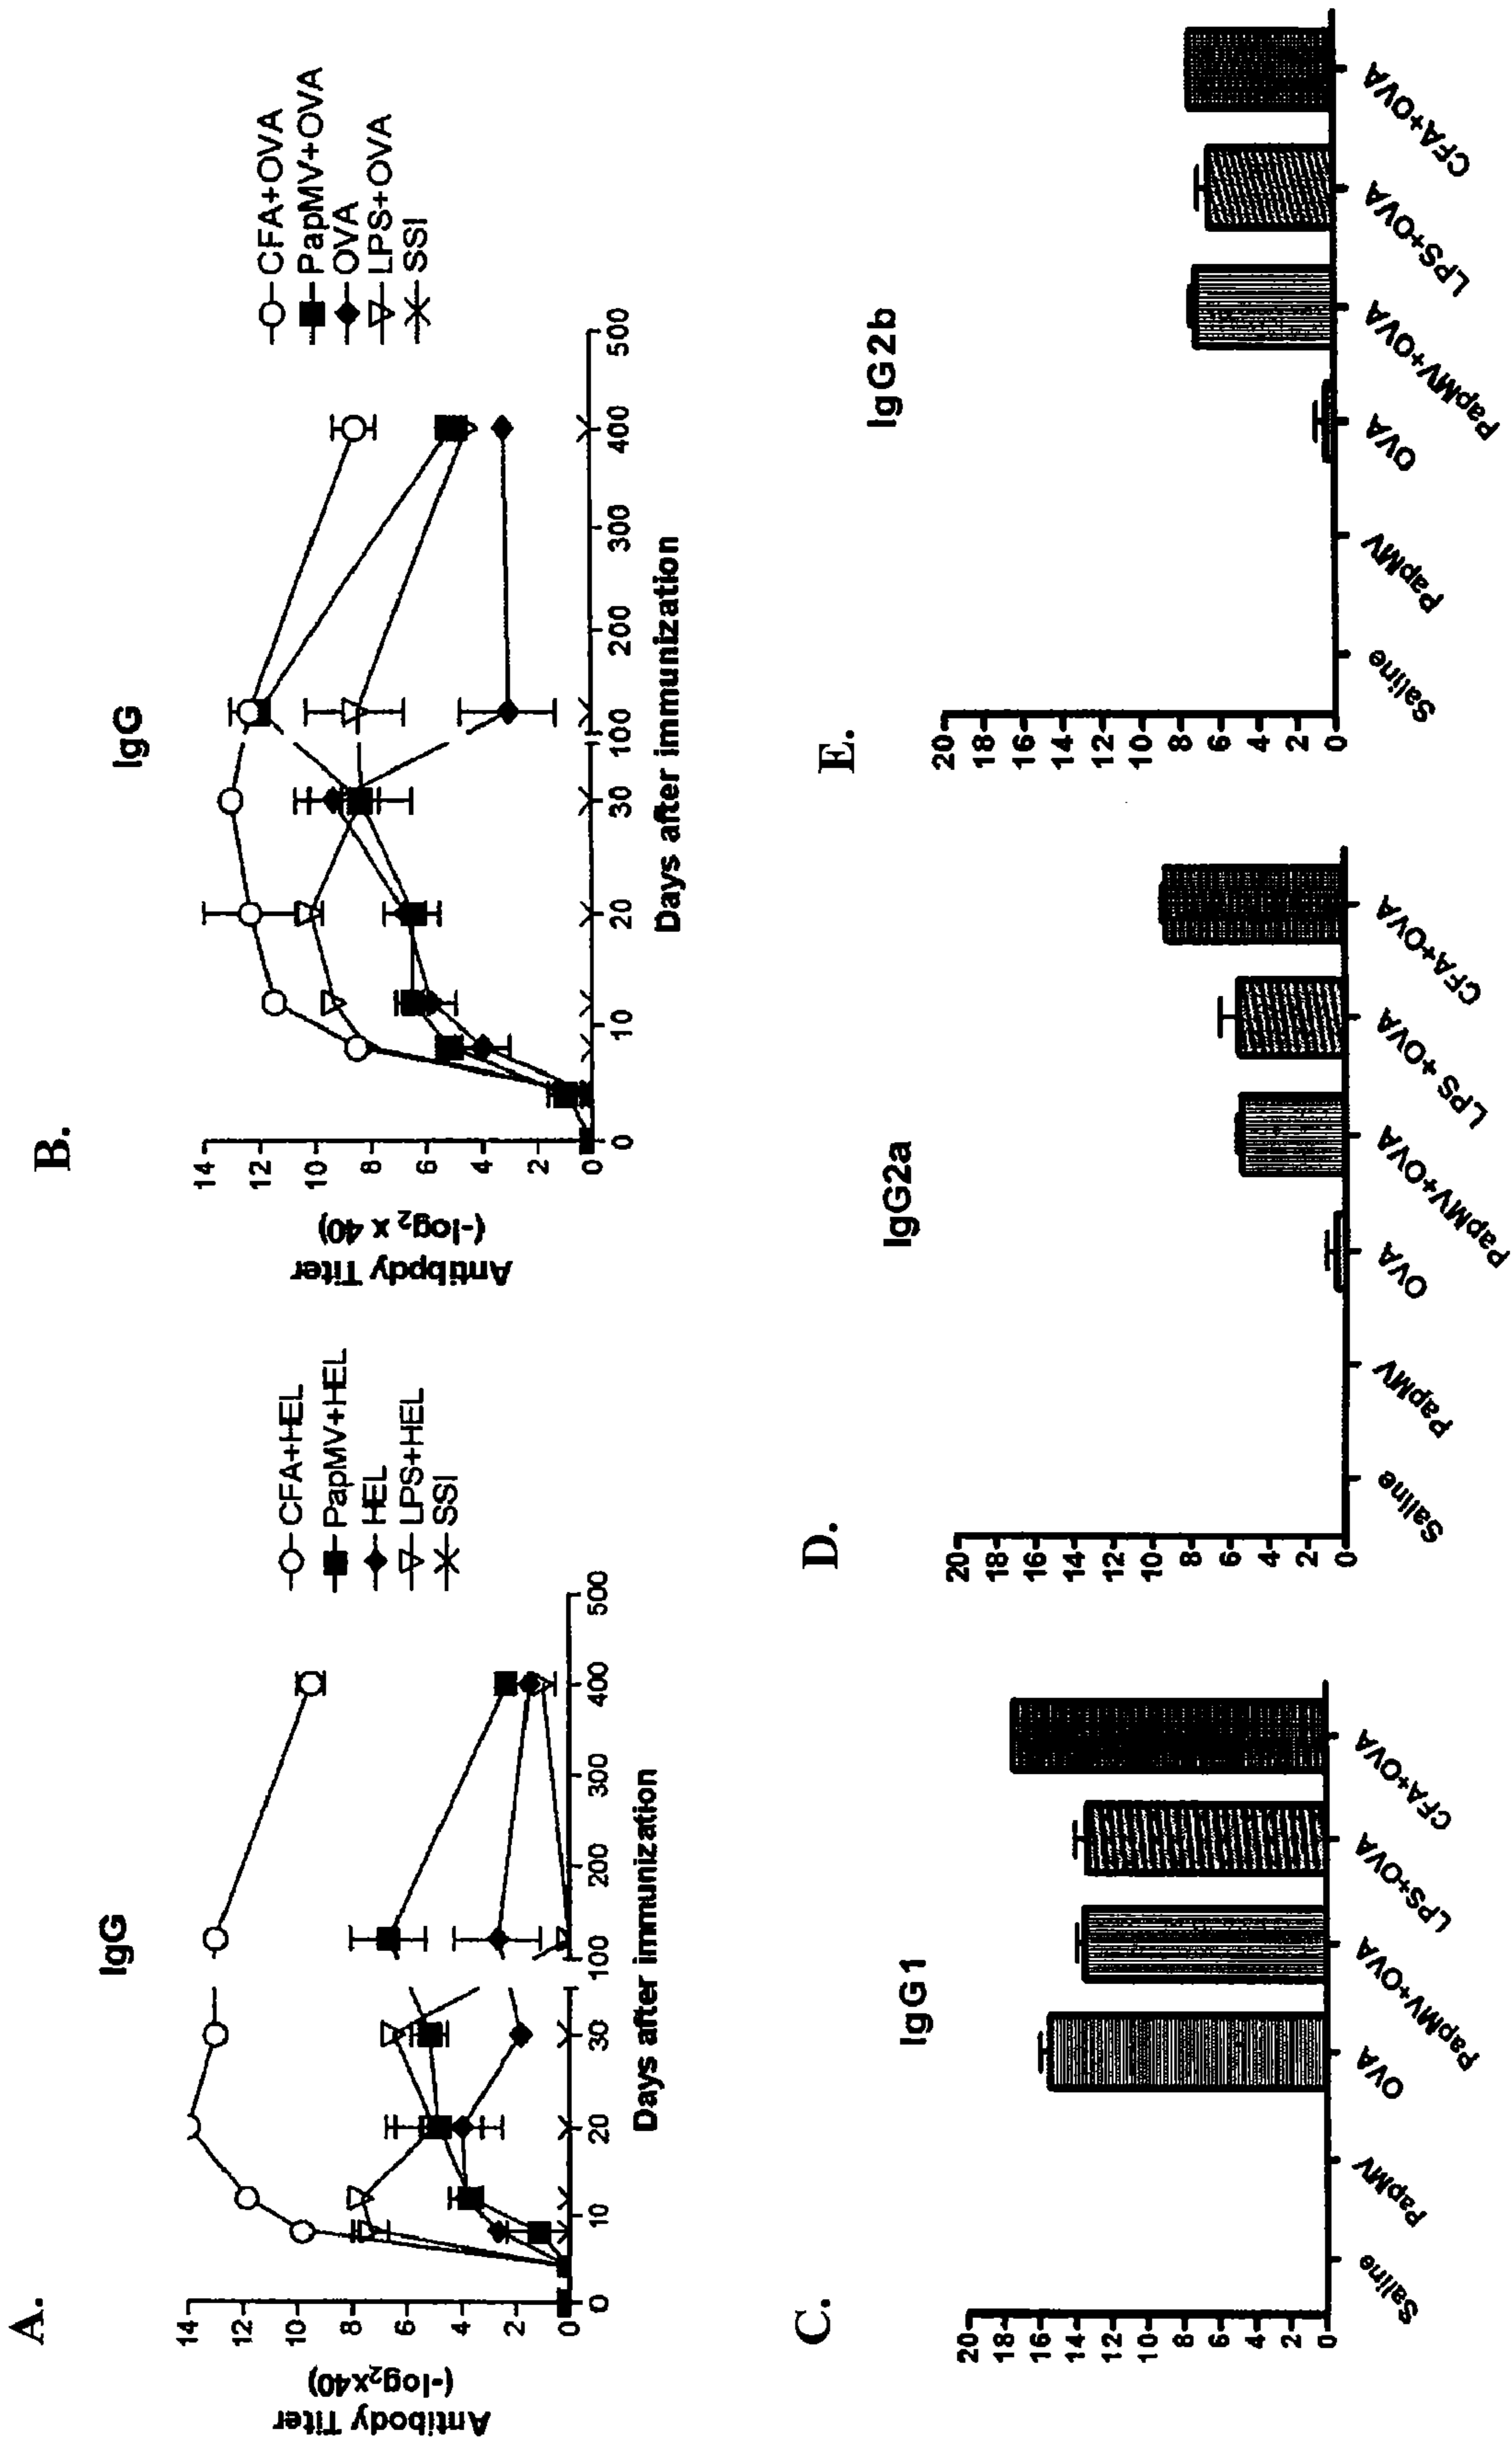 A.
IgG
Antibody Titer
(-log2x40)
14
12
10
8
6
4
2
0
0
10
20
30
100
200
300
400
500
Days after immunization
CFA+HEL
PapMV+HEL
HEL
LPS+HEL
SSI
B.
IgG
Antibody Titer
(-log2 x 40)
14
12
10
8
6
4
2
0
0
10
20
30
100
200
300
400
500
Days after immunization
CFA+OVA
PapMV+OVA
OVA
LPS+OVA
SSI
C.
IgG1
20
18
16
14
12
10
8
6
4
2
0
Saline
PapMV
OVA
PapMV+OVA
LPS+OVA
CFA+OVA
D.
IgG2a
20
18
16
14
12
10
8
6
4
2
0
Saline
PapMV
OVA
PapMV+OVA
LPS +OVA
CFA+OVA
E.
IgG2b
20
18
16
14
12
10
8
6
4
2
0
Saline
PapMV
OVA
PapMV+OVA
LPS+OVA
CFA+OVA